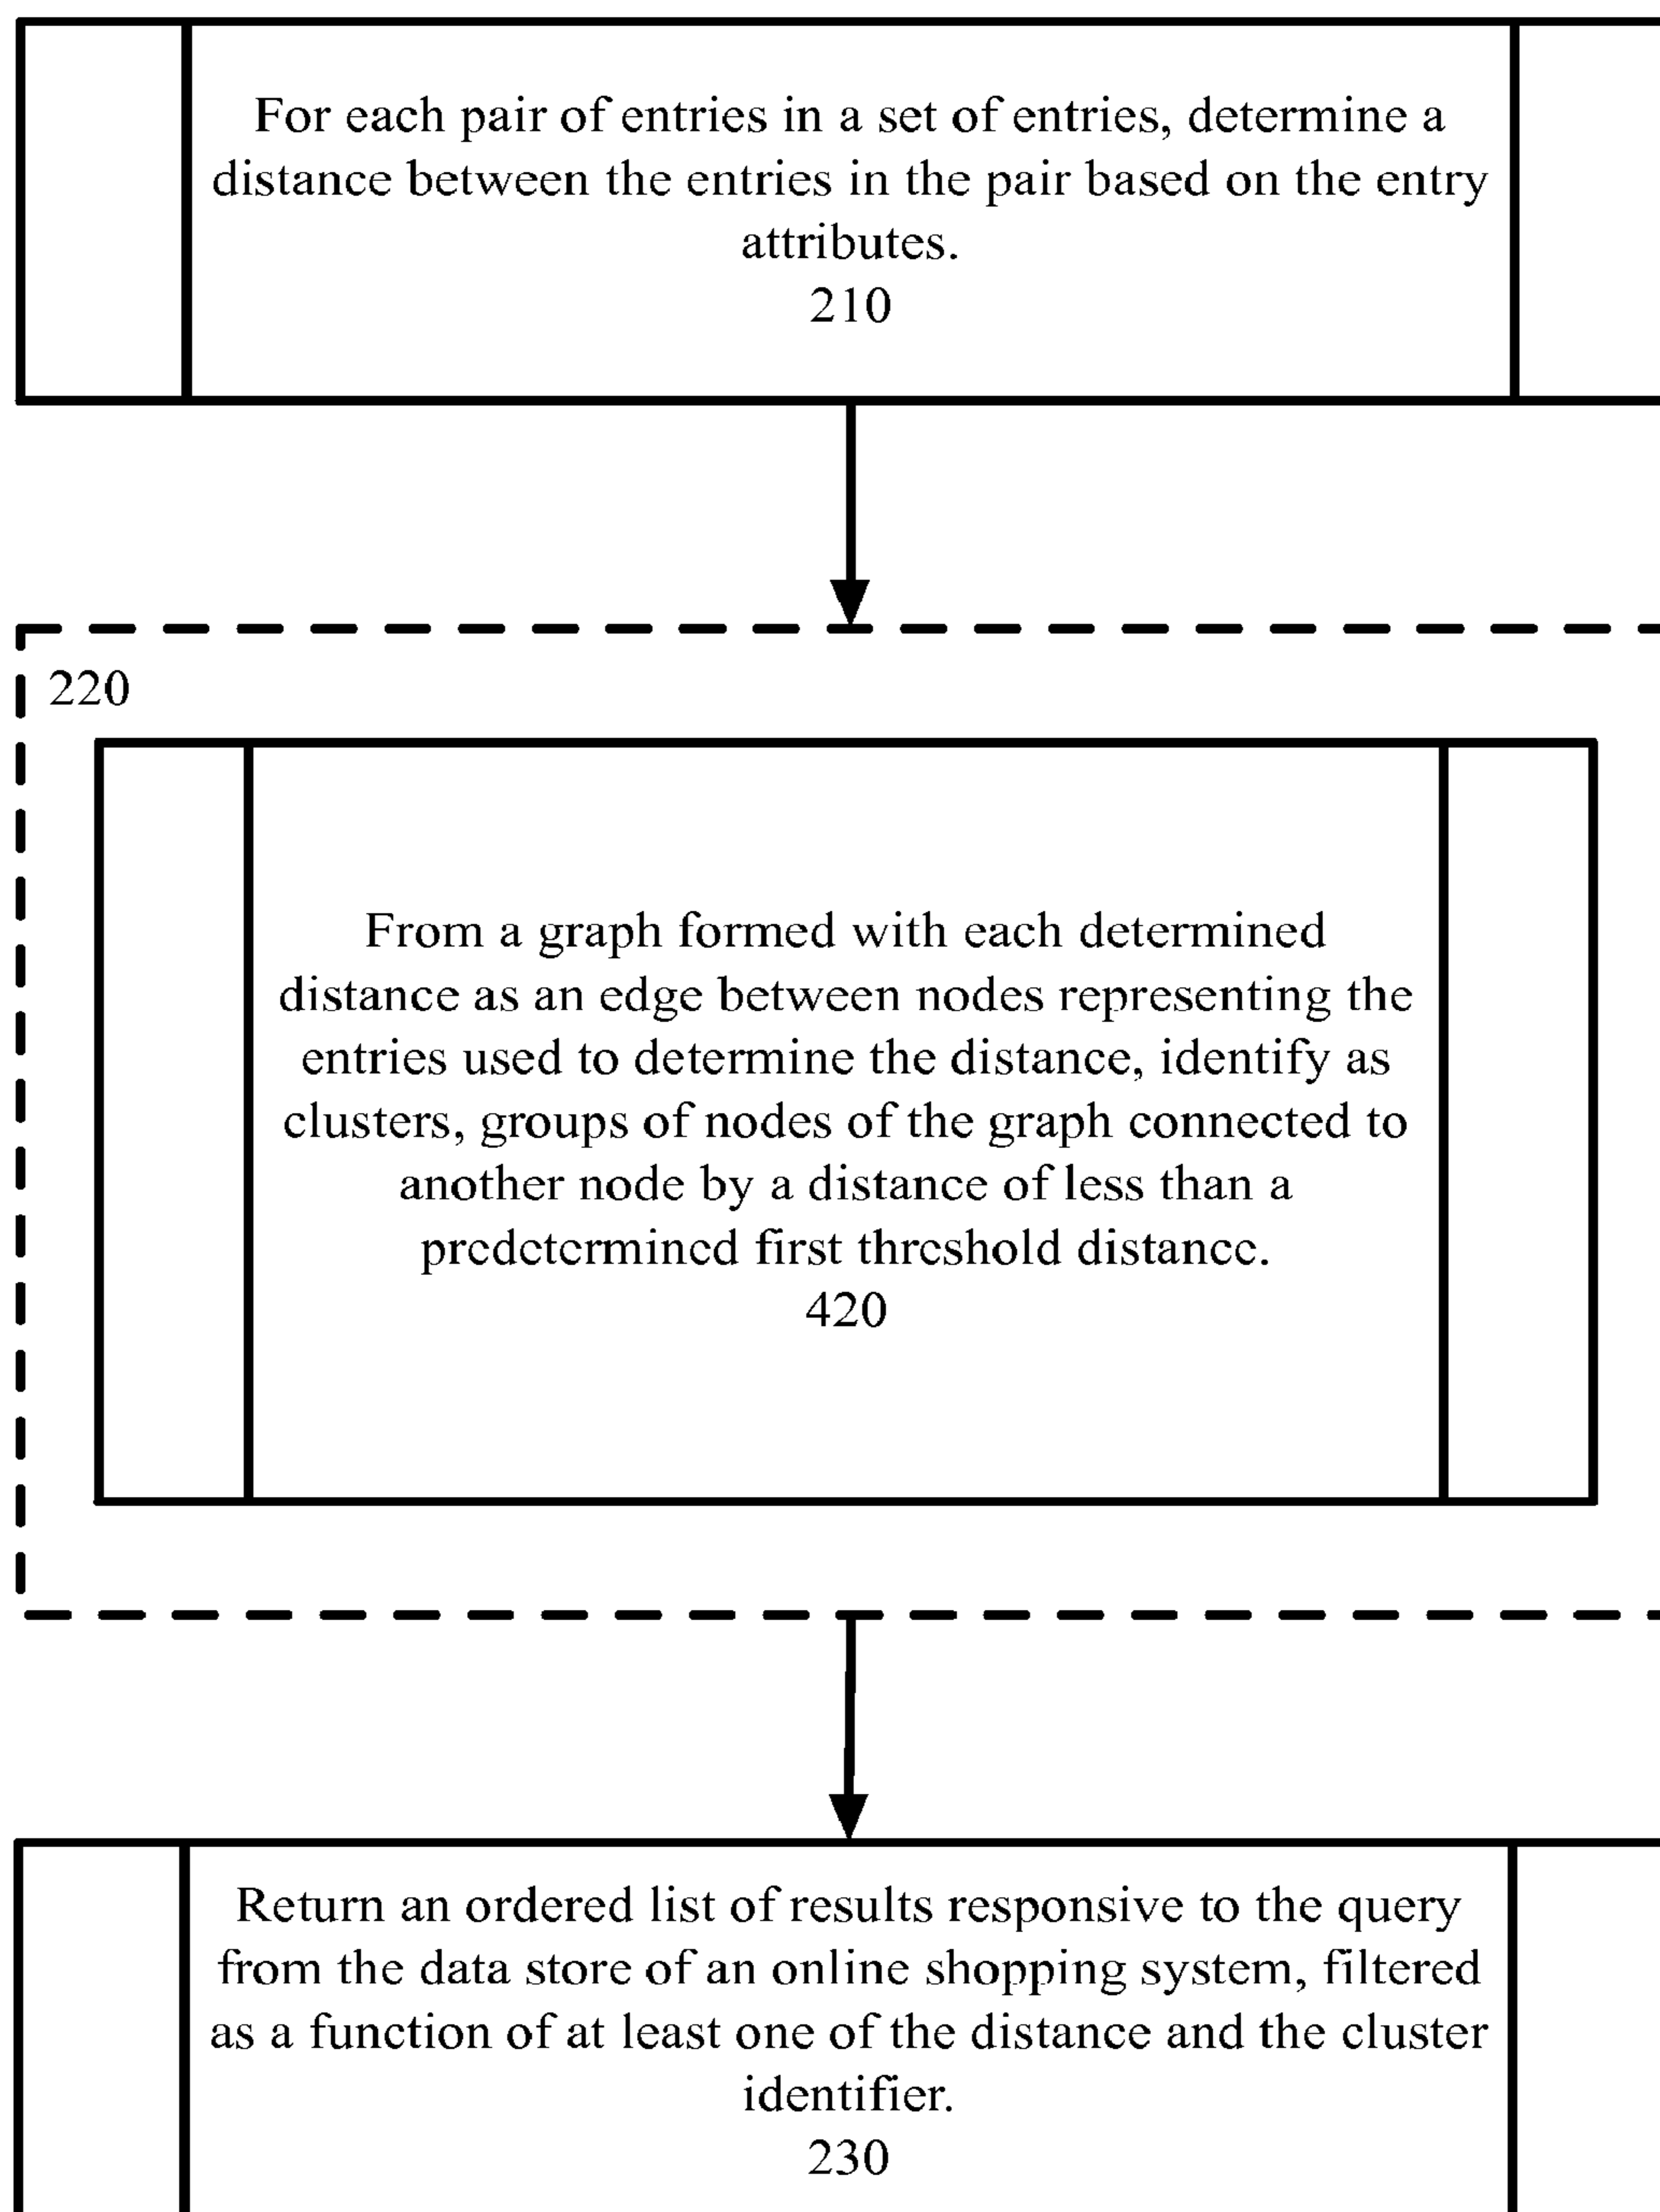 For each pair of entries in a set of entries, determine a
distance between the entries in the pair based on the entry
attributes.
210
220
From a graph formed with each determined
distance as an edge between nodes representing the
entries used to determine the distance, identify as
clusters, groups of nodes of the graph connected to
another node by a distance of less than a
predetermined first threshold distance.
420
Return an ordered list of results responsive to the query
from the data store of an online shopping system, filtered
as a function of at least one of the distance and the cluster
identifier.
230